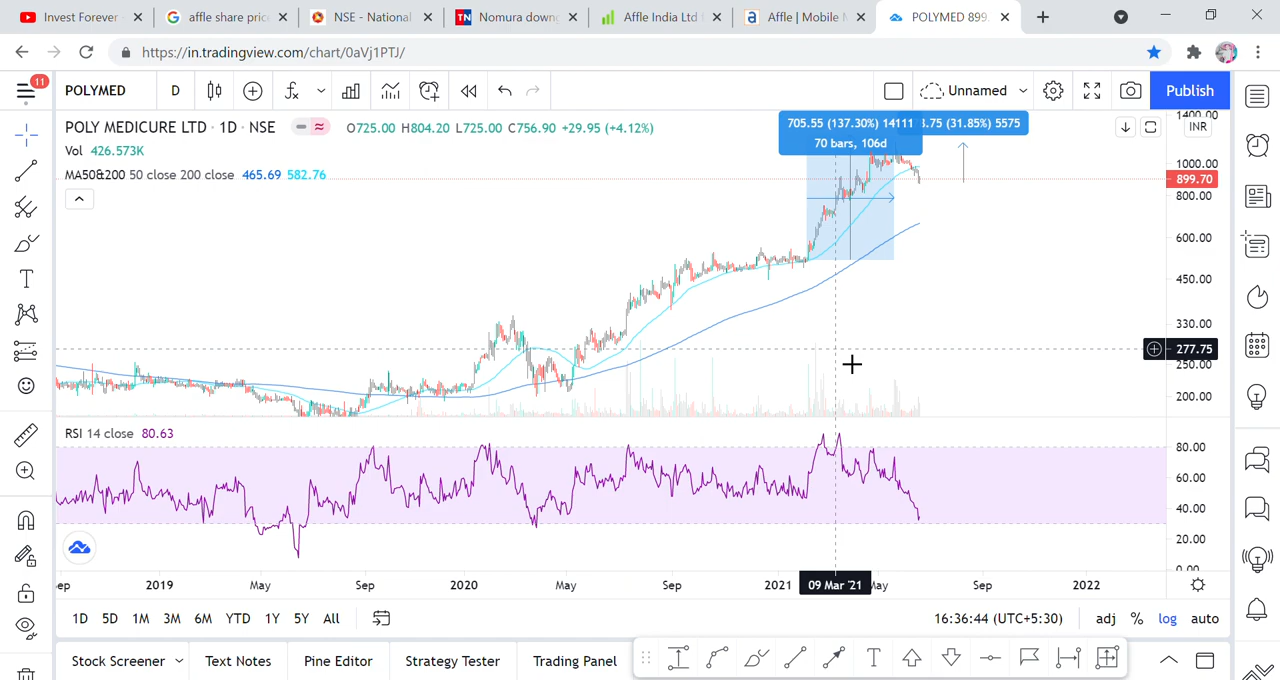 Invest Forever
affle share pric
NSE - National
Nomura down
Affle India Ltd
Affle | Mobile M
POLYMED 899.
https://in.tradingview.com/chart/0aVj1PTJ/
11
POLYMED
D
Unnamed
Publish
POLY MEDICURE LTD · 1D · NSE
O725.00 H804.20 L725.00 C756.90 +29.95 (+4.12%)
Vol 426.573K
MA50&200 50 close 200 close 465.69 582.76
705.55 (137.30%) 14111
3.75 (31.85%) 5575
70 bars, 106d
INR
1400.00
1000.00
899.70
800.00
600.00
450.00
330.00
277.75
250.00
200.00
RSI 14 close 80.63
80.00
60.00
40.00
20.00
0.00
ep
2019
May
Sep
2020
May
Sep
2021
09 Mar '21
May
Sep
2022
1D 5D 1M 3M 6M YTD 1Y 5Y All
16:36:44 (UTC+5:30)
adj % log auto
Stock Screener
Text Notes
Pine Editor
Strategy Tester
Trading Panel
T